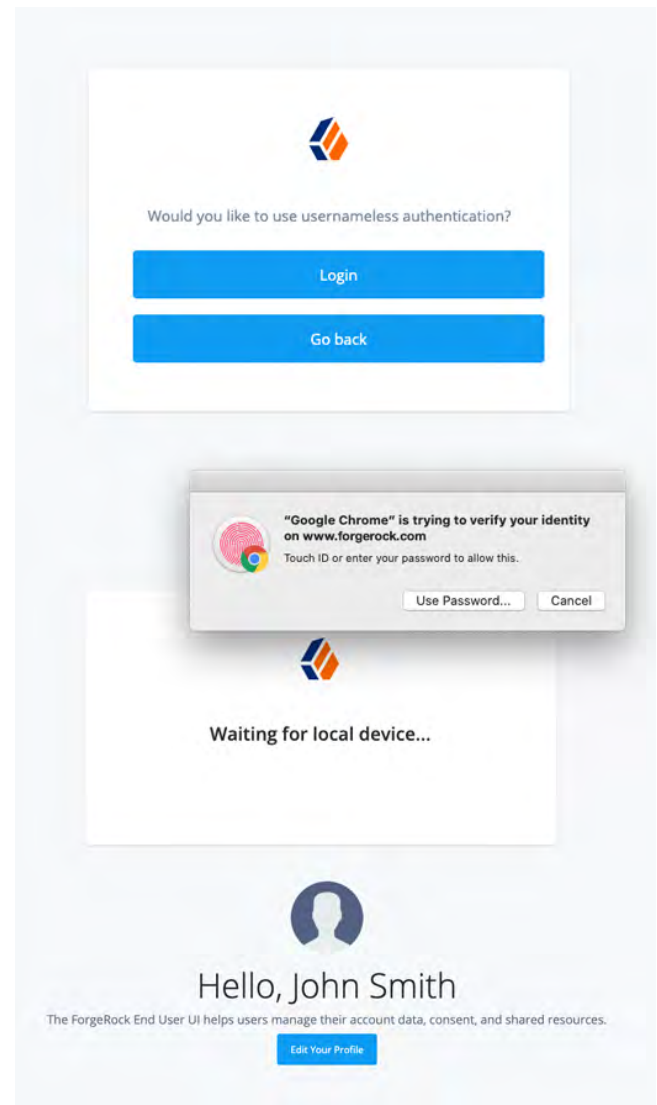 Would you like to use usernameless authentication?
Login
Go back
“Google Chrome” is trying to verify your identity
on www.forgerock.com
Touch ID or enter your password to allow this.
Use Password... Cancel
Waiting for local device...
Hello, John Smith
The ForgeRock End User UI helps users manage their account data, consent, and shared resources.
Edit Your Profile